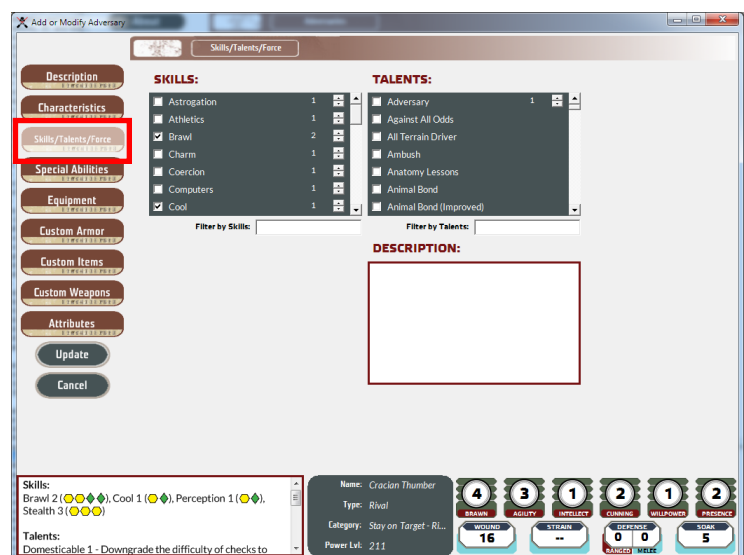 Add or Modify Adversary
Skills/Talents/Force
Description
Characteristics
Skills/Talents/Force
Special Abilities
Equipment
Custom Armor
Custom Items
Custom Weapons
Attributes
Update
Cancel
SKILLS:
Astrogation 1
Athletics 1
Brawl 2
Charm 1
Coercion 1
Computers 1
Cool 1
Filter by Skills:
TALENTS:
Adversary 1
Against All Odds
All Terrain Driver
Ambush
Anatomy Lessons
Animal Bond
Animal Bond (Improved)
Filter by Talents:
DESCRIPTION:
Skills:
Brawl 2 (), Cool 1 (), Perception 1 (),
Stealth 3 ()
Talents:
Domesticable 1 - Downgrade the difficulty of checks to
Name: Cracian Thumber
Type: Rival
Category: Stay on Target - Ri...
Power Lvl: 211
4 3 1 2 1 2
BRAWN AGILITY INTELLECT CUNNING WILLPOWER PRESENCE
WOUND STRAIN DEFENSE SOAK
16 -- 0 0 5
RANGED MELEE